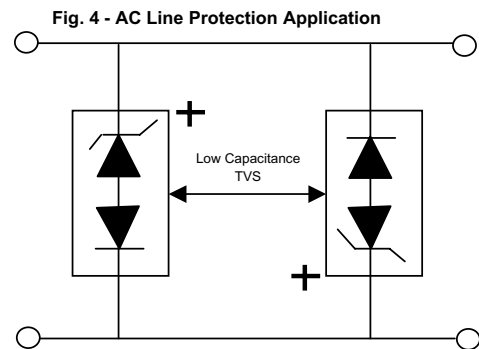 Fig. 4 - AC Line Protection Application
+
Low Capacitance
TVS
+